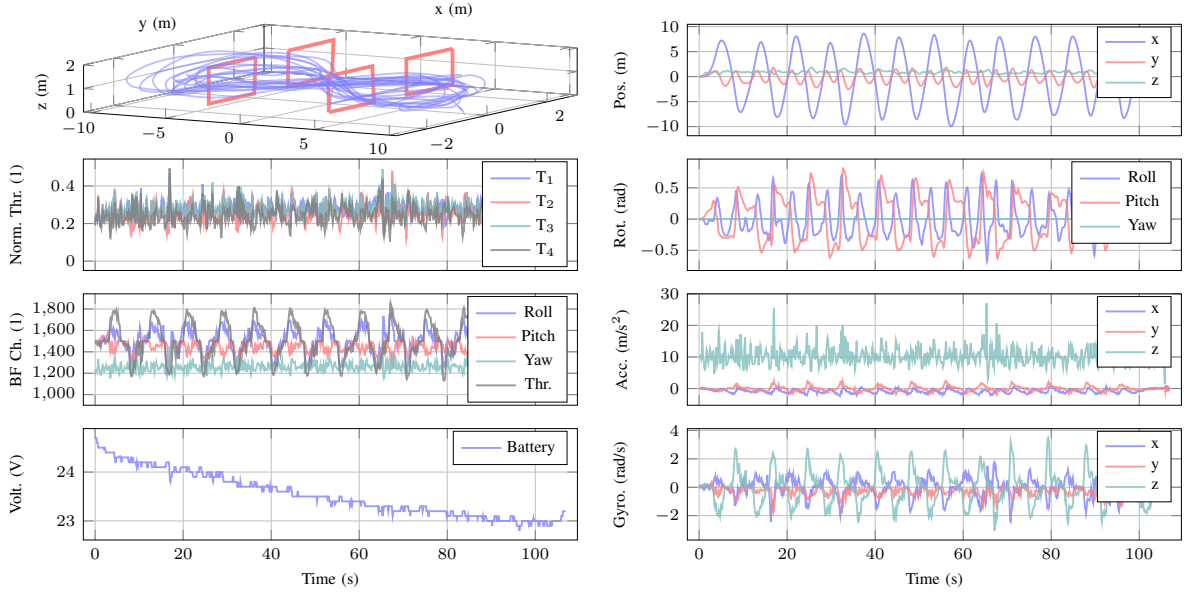 y (m)
x (m)
z (m)
2
1
0
−10
−5
0
5
10
−2
0
2
Norm. Thr. (1)
0.4
0.2
0
T1
T2
T3
T4
BF Ch. (1)
1,800
1,600
1,400
1,200
1,000
Roll
Pitch
Yaw
Thr.
Volt. (V)
24
23
Battery
0 20 40 60 80 100
Time (s)
Pos. (m)
10
5
0
−5
−10
x
y
z
Rot. (rad)
0.5
0
−0.5
Roll
Pitch
Yaw
Acc. (m/s²)
30
20
10
0
x
y
z
Gyro. (rad/s)
4
2
0
−2
x
y
z
0 20 40 60 80 100
Time (s)